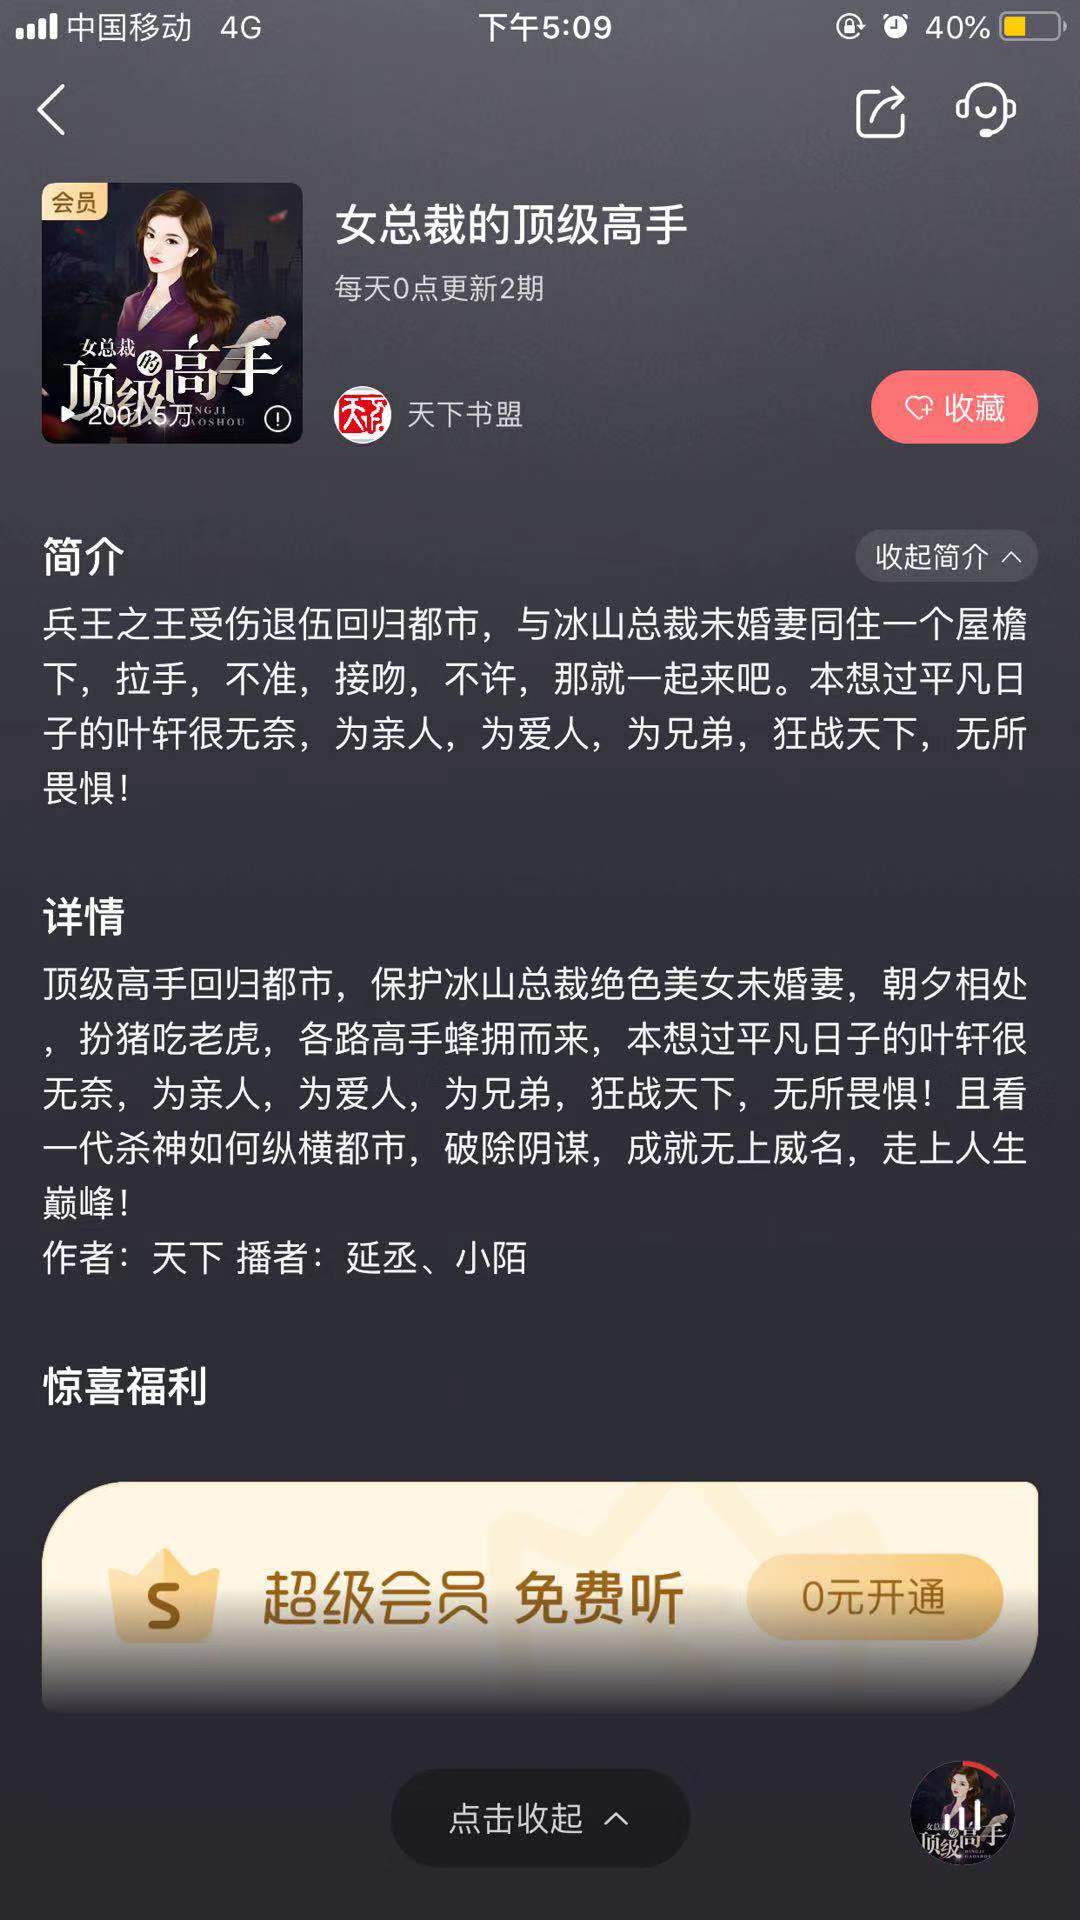 中国移动 4G 下午5:09 40%
会员
女总裁的
顶级高手
DINGJI
GAOSHOU
2001.5万
女总裁的顶级高手
每天0点更新2期
天下书盟
收藏
简介
收起简介
兵王之王受伤退伍回归都市，与冰山总裁未婚妻同住一个屋檐
下，拉手，不准，接吻，不许，那就一起来吧。本想过平凡日
子的叶轩很无奈，为亲人，为爱人，为兄弟，狂战天下，无所
畏惧！
详情
顶级高手回归都市，保护冰山总裁绝色美女未婚妻，朝夕相处
，扮猪吃老虎，各路高手蜂拥而来，本想过平凡日子的叶轩很
无奈，为亲人，为爱人，为兄弟，狂战天下，无所畏惧！且看
一代杀神如何纵横都市，破除阴谋，成就无上威名，走上人生
巅峰！
作者：天下 播者：延丞、小陌
惊喜福利
S 超级会员 免费听 0元开通
点击收起
顶级高手